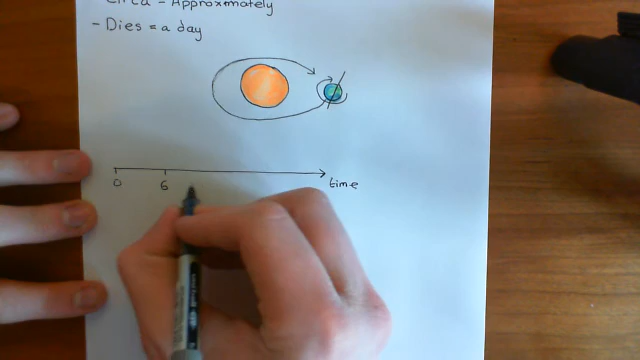 Circa - Approximately
- Dies = a day
0 6 time